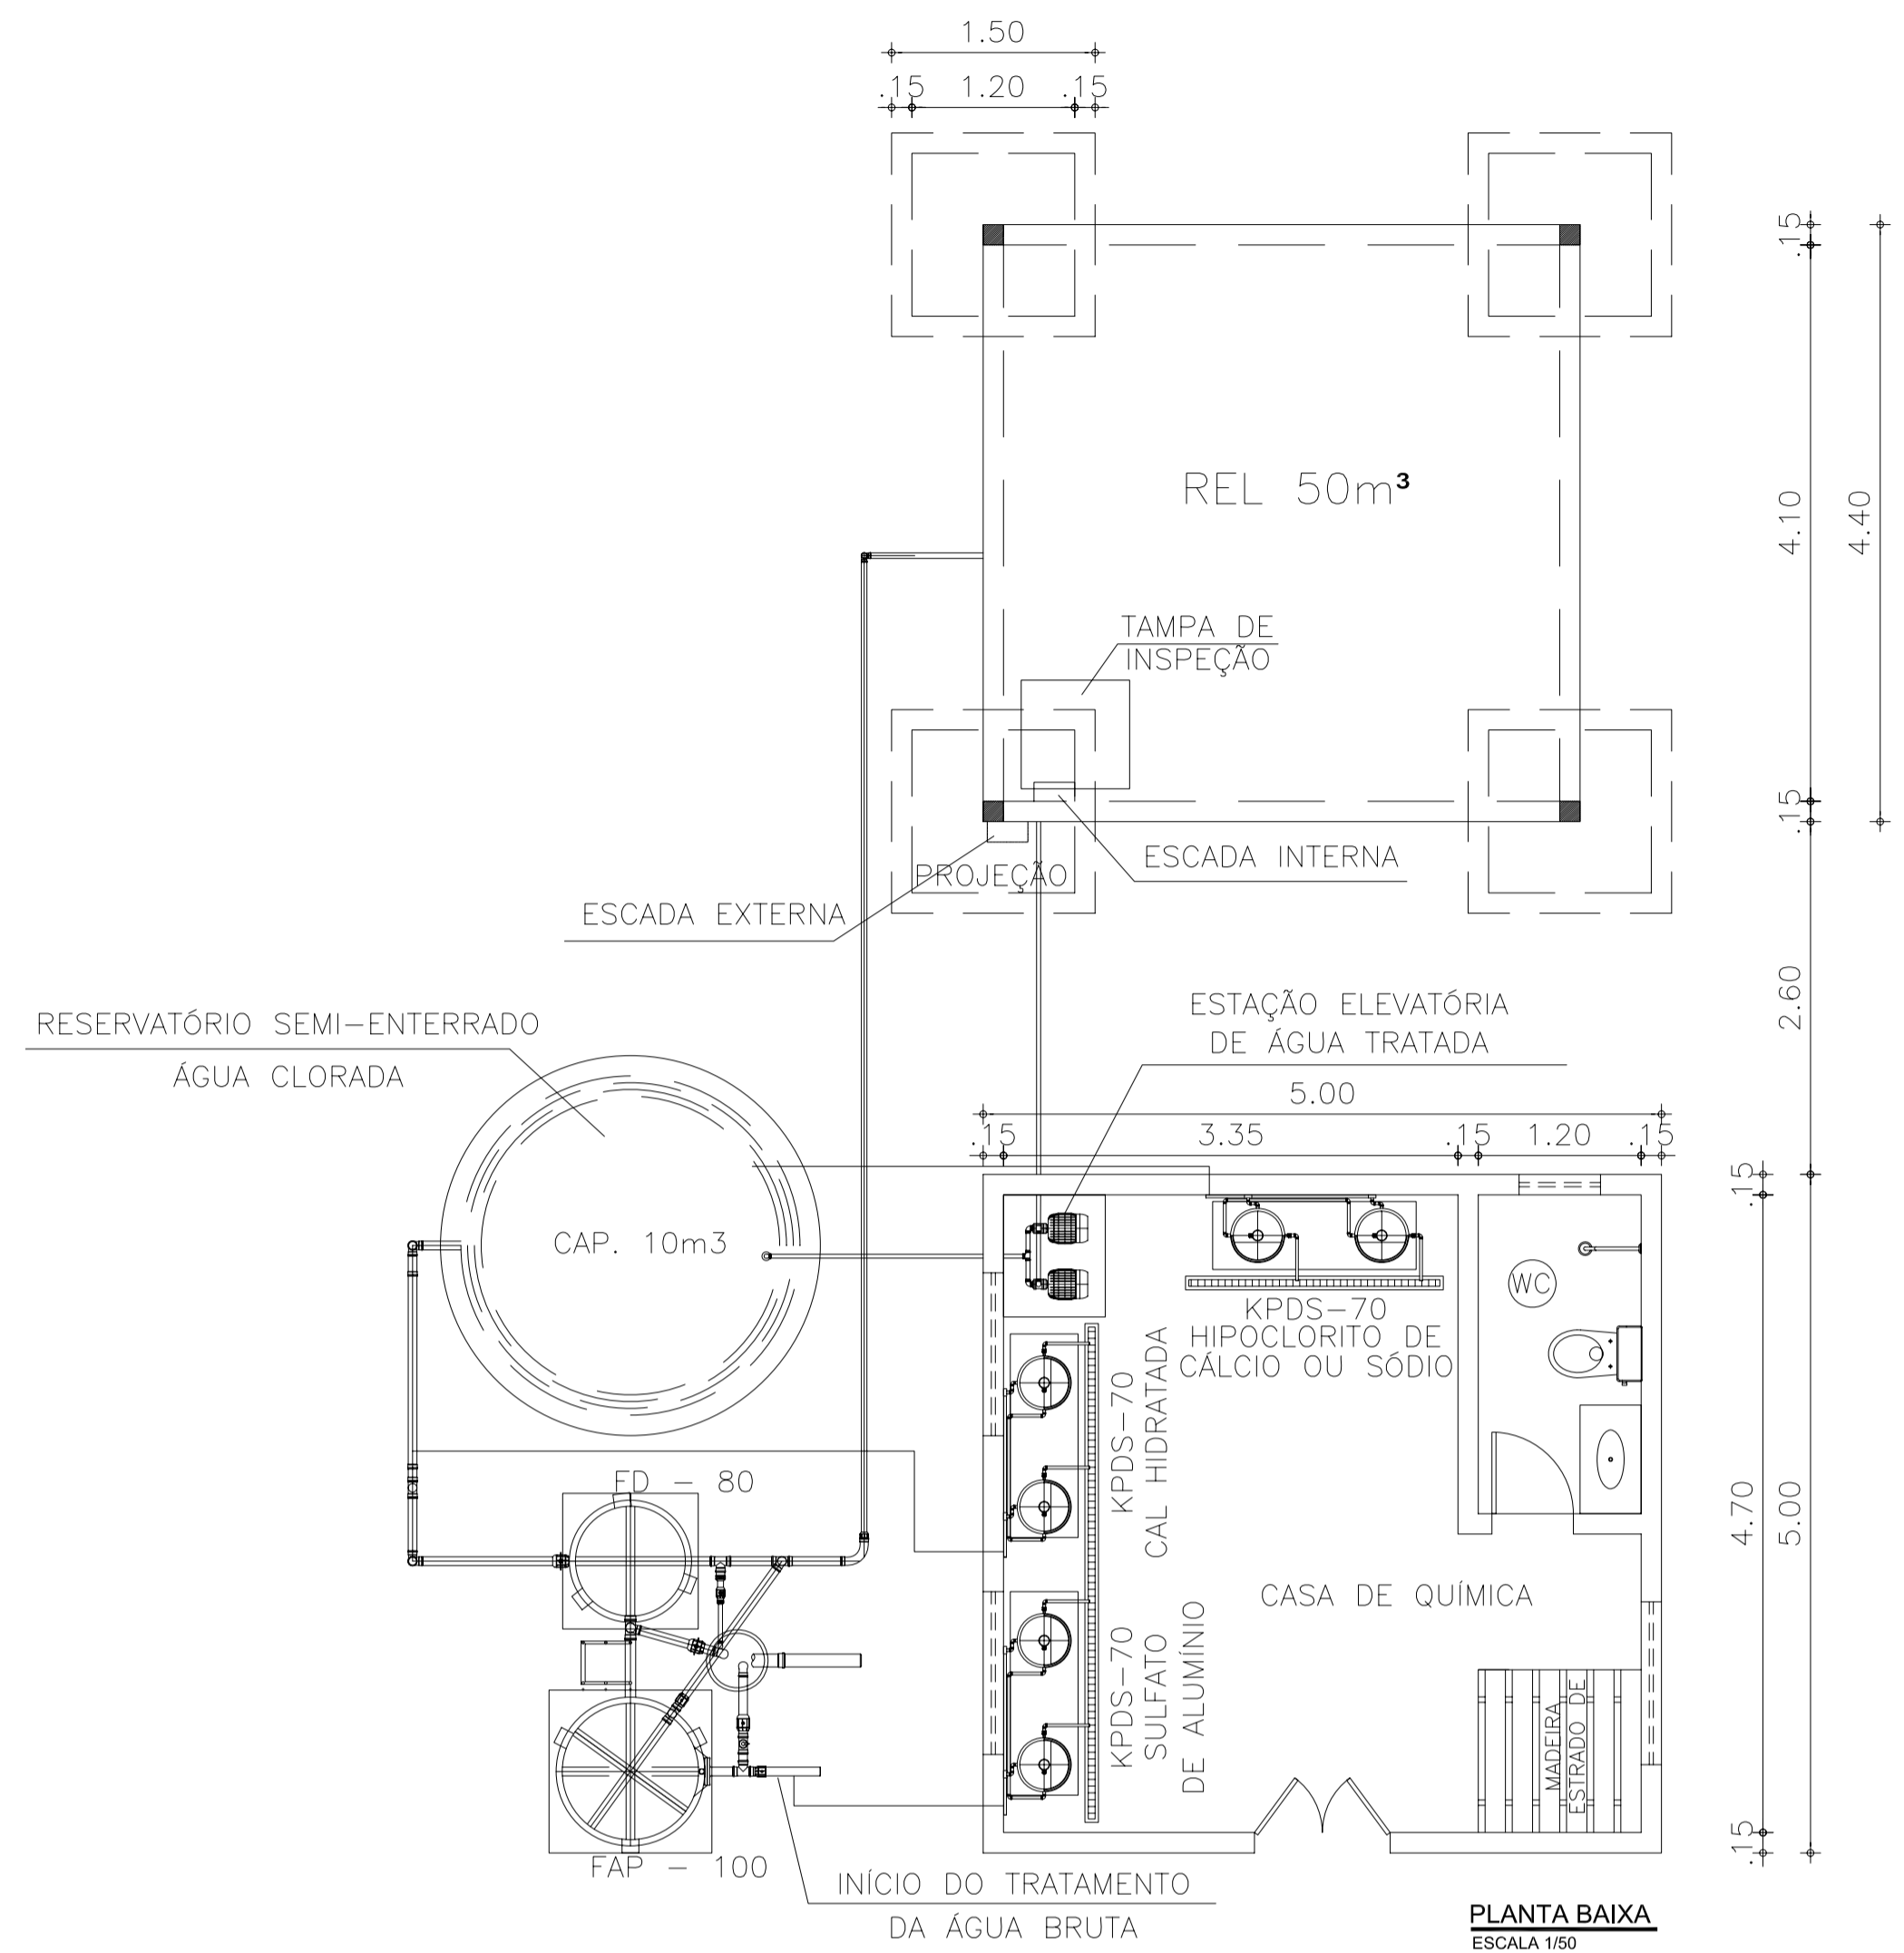 1.50
.15 1.20 .15
.15
REL 50m³
4.10
4.40
TAMPA DE
INSPEÇÃO
.15
ESCADA INTERNA
PROJEÇÃO
ESCADA EXTERNA
2.60
RESERVATÓRIO SEMI-ENTERRADO
ÁGUA CLORADA
ESTAÇÃO ELEVATÓRIA
DE ÁGUA TRATADA
5.00
.15 3.35 .15 1.20 .15
.15
CAP. 10m3
WC
KPDS-70
HIPOCLORITO DE
CÁLCIO OU SÓDIO
KPDS-70
CAL HIDRATADA
FD - 80
4.70
5.00
CASA DE QUÍMICA
KPDS-70
SULFATO
DE ALUMÍNIO
MADEIRA
ESTRADO DE
.15
FAP - 100
INÍCIO DO TRATAMENTO
DA ÁGUA BRUTA
PLANTA BAIXA
ESCALA 1/50